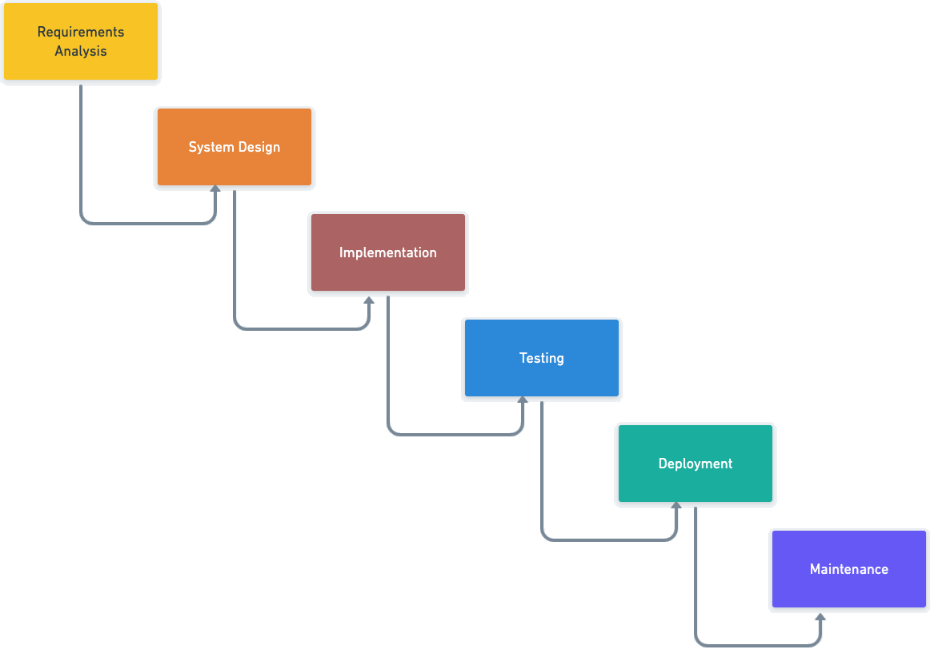 Requirements
Analysis
System Design
Implementation
Testing
Deployment
Maintenance